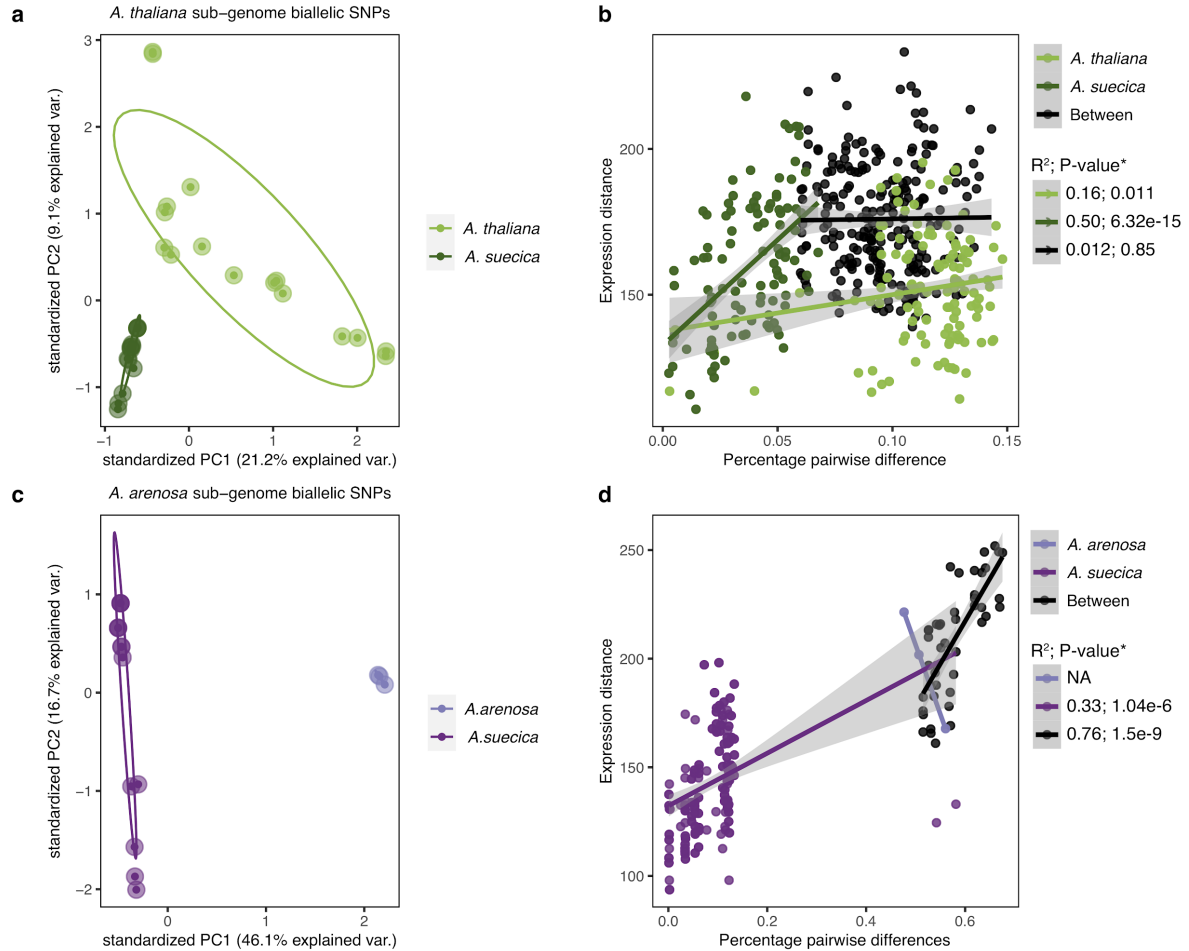 a
A. thaliana sub−genome biallelic SNPs
3
2
1
0
−1
−1
0
1
2
standardized PC1 (21.2% explained var.)
standardized PC2 (9.1% explained var.)
A. thaliana
A. suecica
b
200
150
0.00
0.05
0.10
0.15
Percentage pairwise difference
Expression distance
A. thaliana
A. suecica
Between
R²; P-value*
0.16; 0.011
0.50; 6.32e-15
0.012; 0.85
c
A. arenosa sub−genome biallelic SNPs
1
0
−1
−2
0
1
2
standardized PC1 (46.1% explained var.)
standardized PC2 (16.7% explained var.)
A.arenosa
A.suecica
d
250
200
150
100
0.0
0.2
0.4
0.6
Percentage pairwise differences
Expression distance
A. arenosa
A. suecica
Between
R²; P-value*
NA
0.33; 1.04e-6
0.76; 1.5e-9